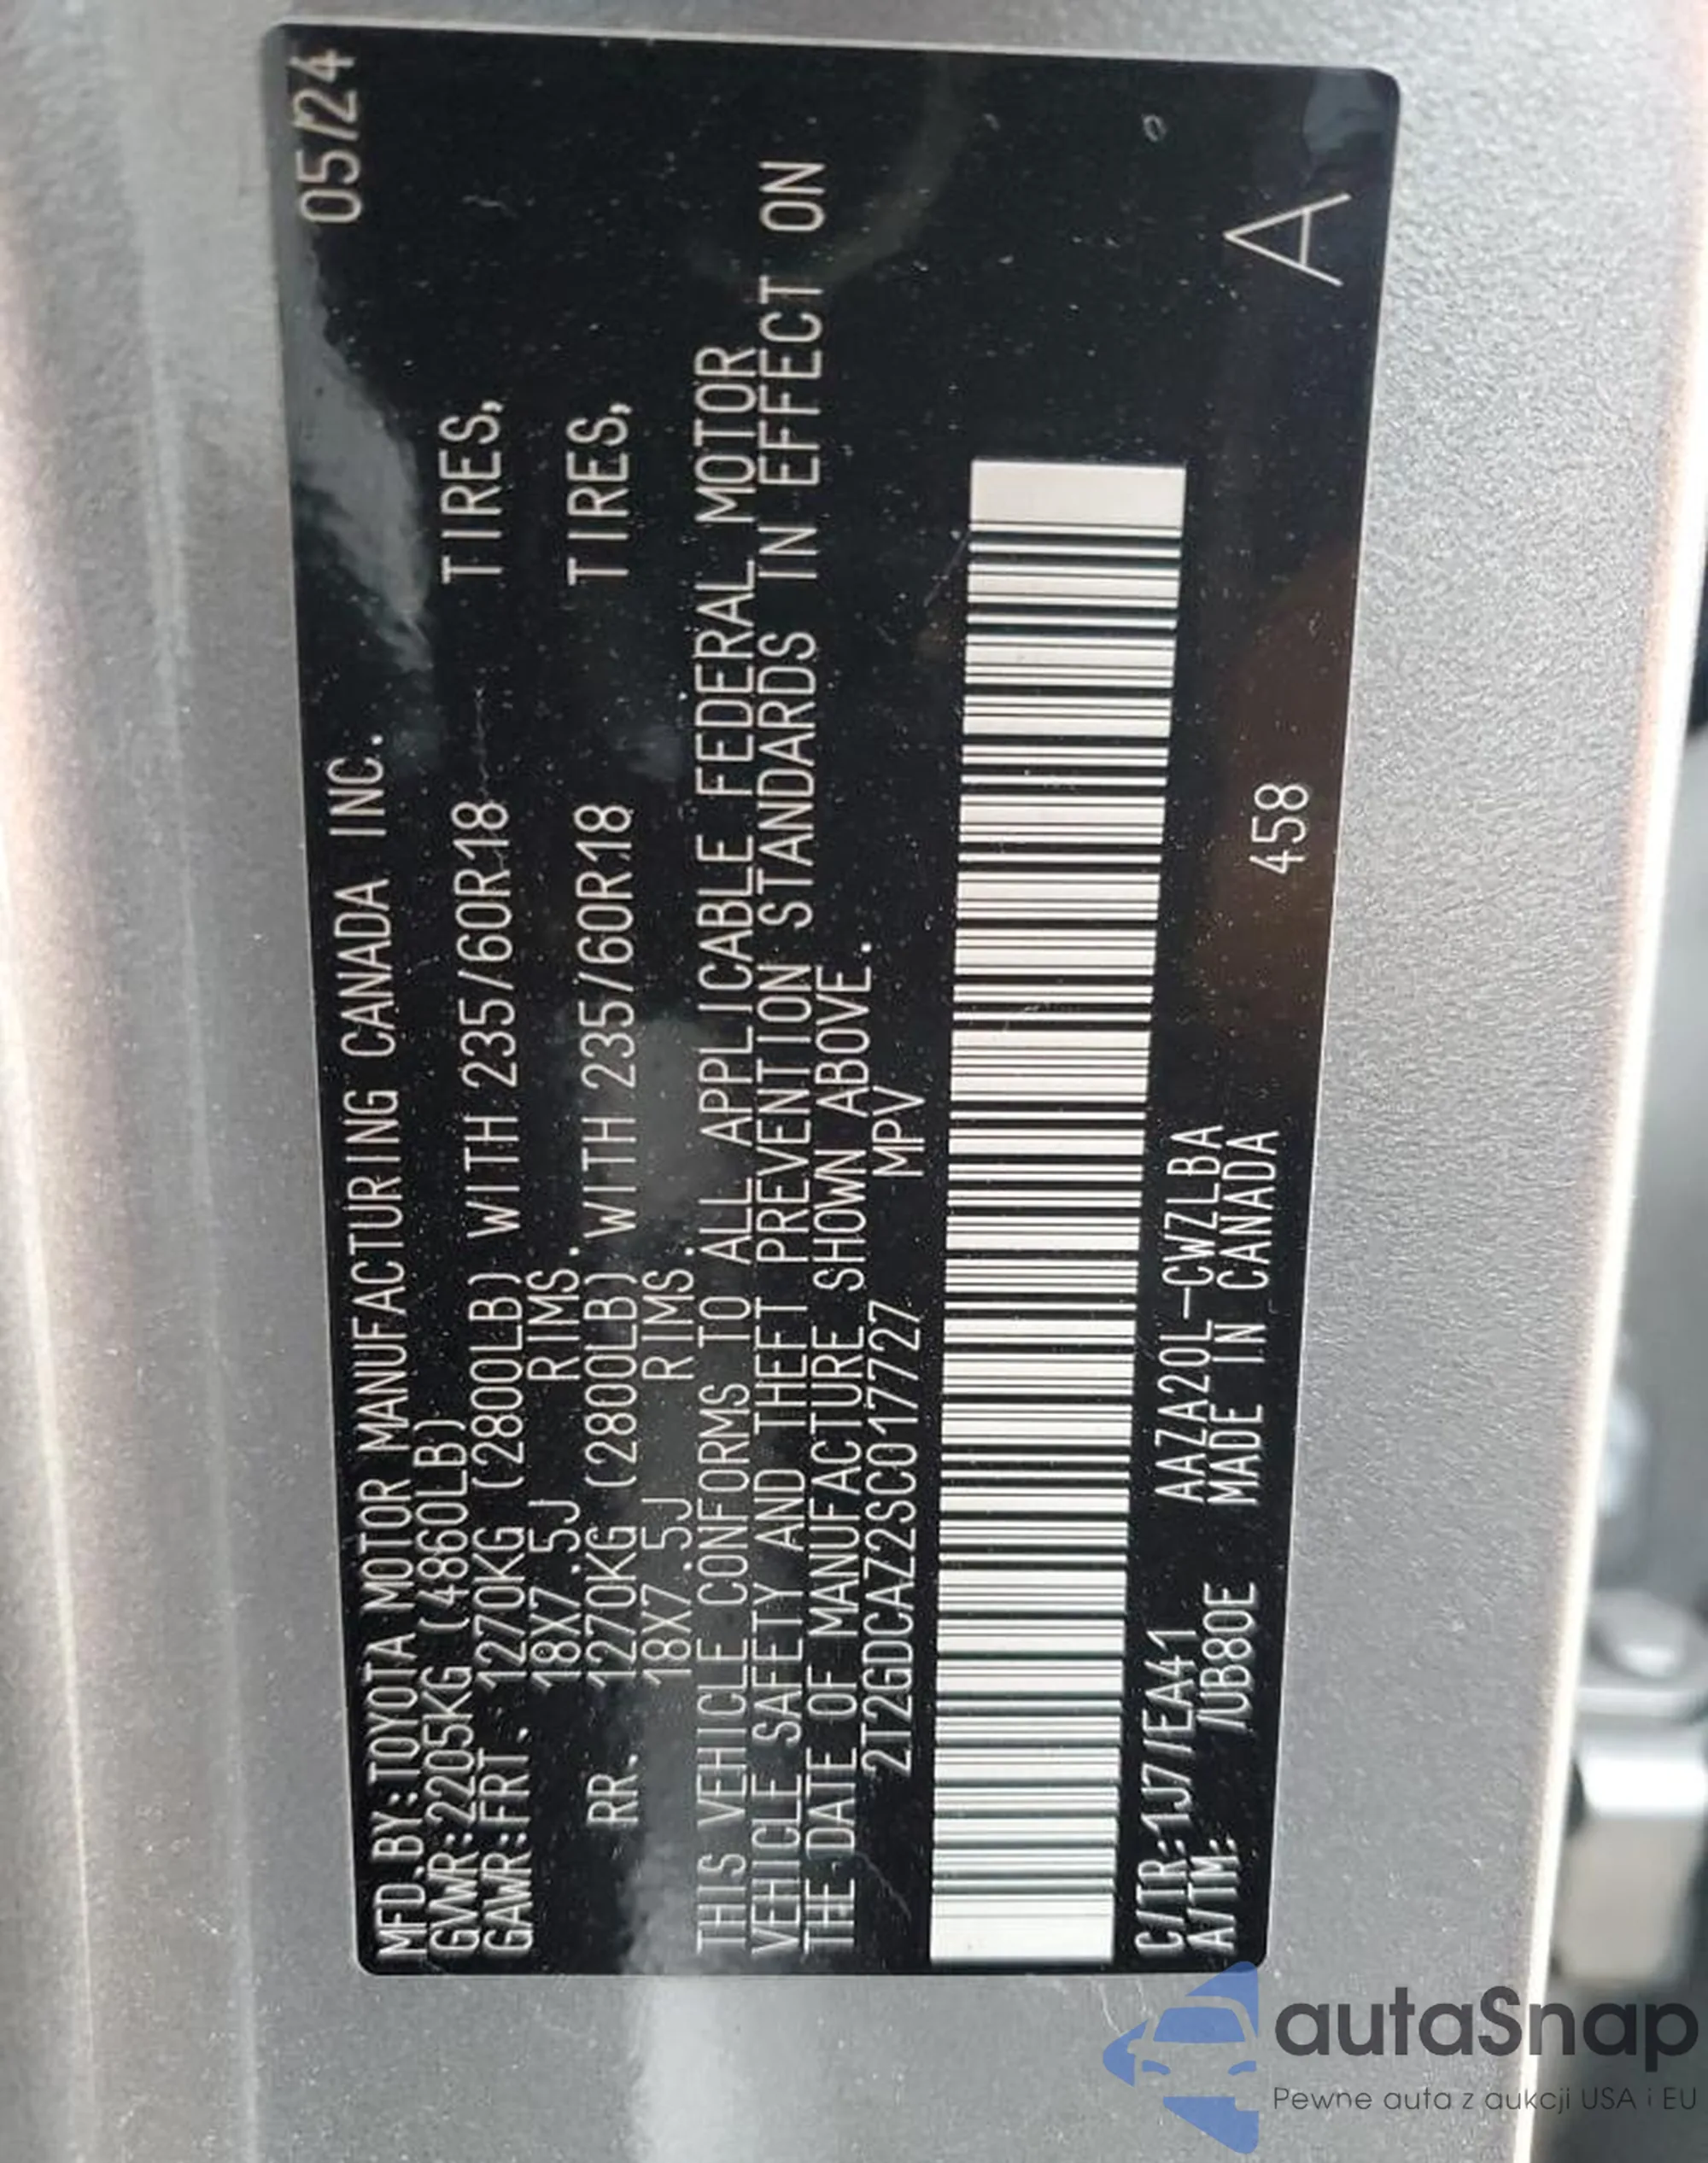 05/24
MFD.BY:TOYOTA MOTOR MANUFACTURING CANADA INC.
GVWR:2205KG (4860LB)
GAWR:FRT. 1270KG (2800LB) WITH 235/60R18 TIRES,
18X7.5J RIMS.
RR. 1270KG (2800LB) WITH 235/60R18 TIRES,
18X7.5J RIMS.
THIS VEHICLE CONFORMS TO ALL APPLICABLE FEDERAL MOTOR
VEHICLE SAFETY AND THEFT PREVENTION STANDARDS IN EFFECT ON
THE DATE OF MANUFACTURE SHOWN ABOVE.
2T2GDCAZ2SC017727 MPV
C/TR:1J7/EA41 AAZA20L-CWZLBA
A/TM: /UB80E MADE IN CANADA 458
A
autaSnap
Pewne auta z aukcji USA i EU